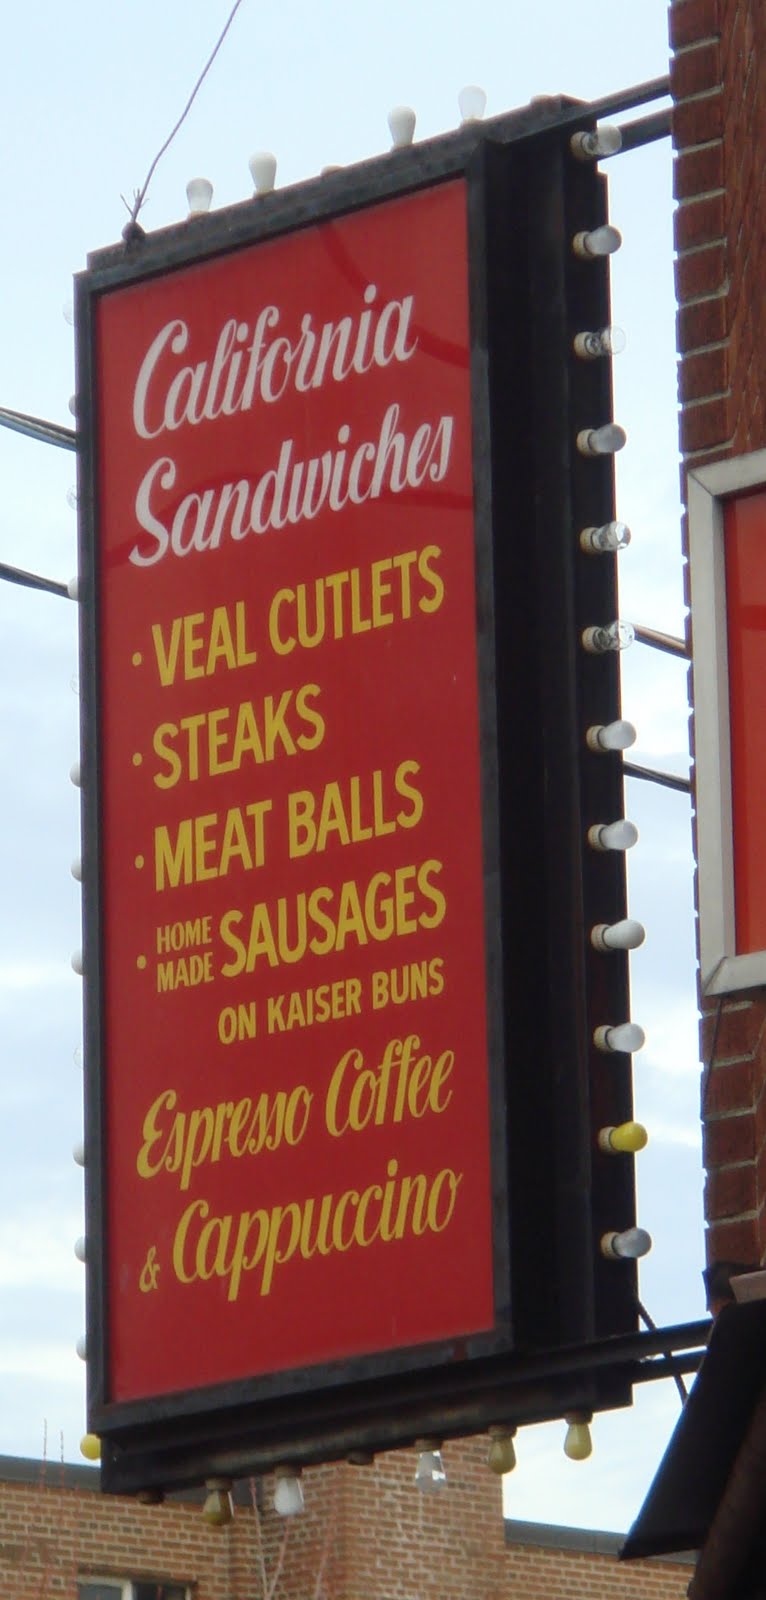 California
Sandwiches
· VEAL CUTLETS
· STEAKS
· MEAT BALLS
· HOME MADE SAUSAGES
ON KAISER BUNS
Espresso Coffee
& Cappuccino